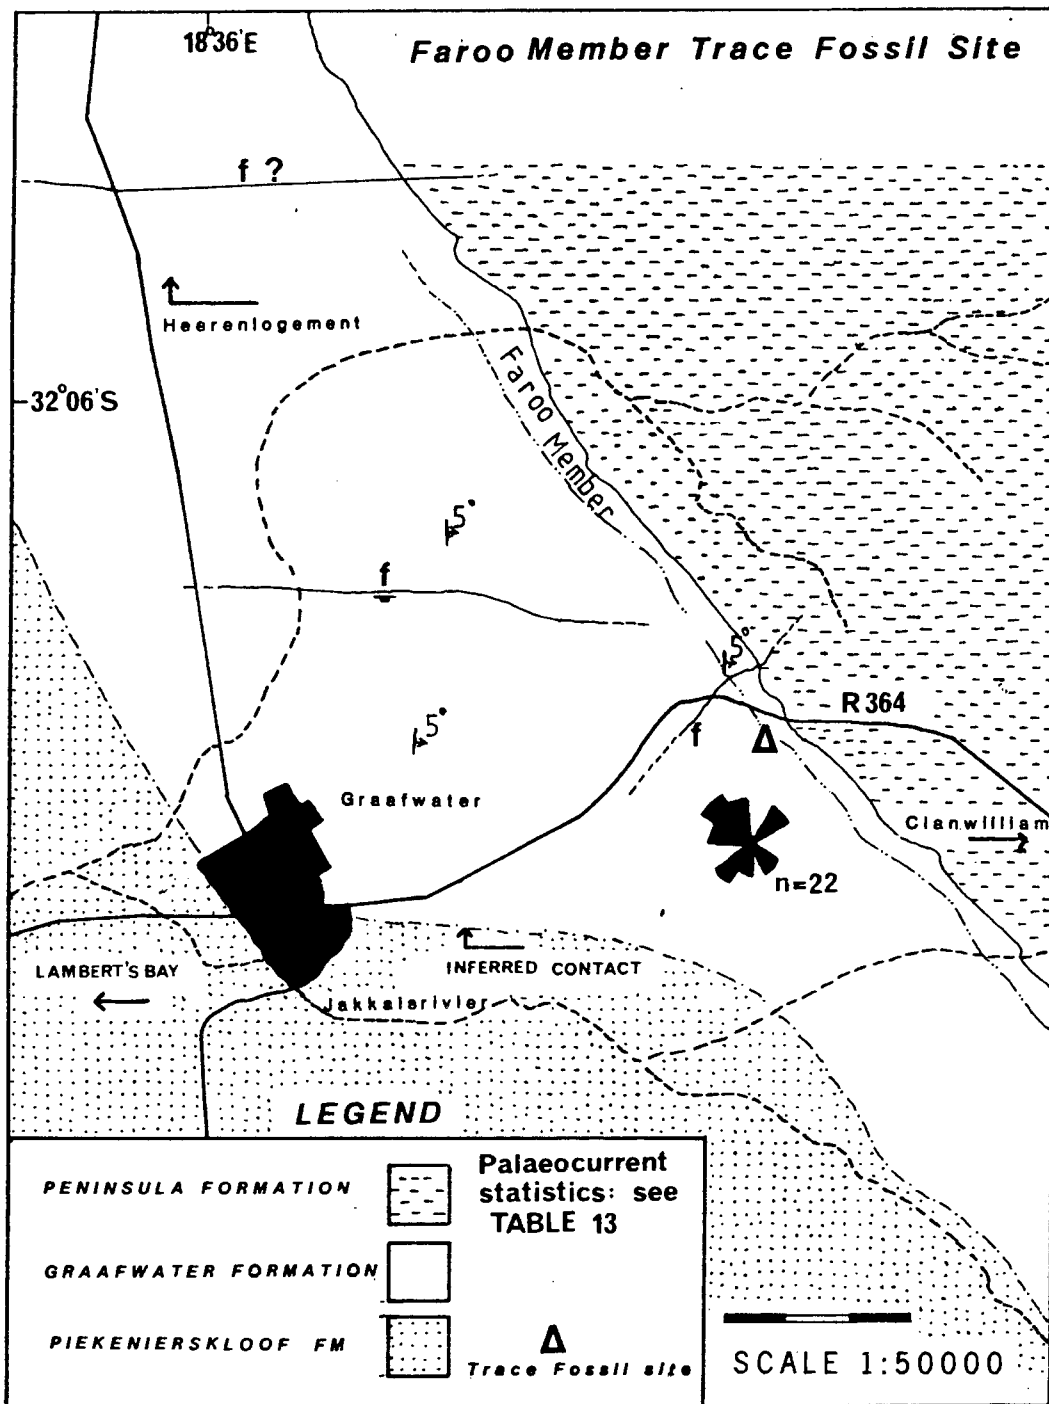 18°36'E
Faroo Member Trace Fossil Site
f ?
Heerenlogement
32°06'S
Faroo Member
5°
f
5°
5°
R 364
f
Δ
Graafwater
Clanwilliam
n=22
LAMBERT'S BAY
INFERRED CONTACT
Jakkalsrivier
LEGEND
PENINSULA FORMATION
Palaeocurrent
statistics: see
TABLE 13
GRAAFWATER FORMATION
PIEKENIERSKLOOF FM
Δ
Trace Fossil site
SCALE 1:50000